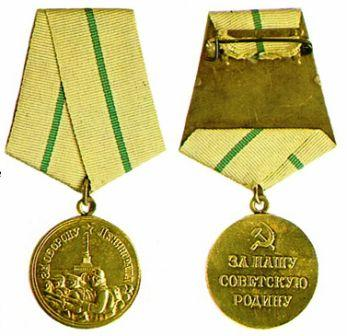 ЗА ОБОРОНУ ЛЕНИНГРАДА
ЗА НАШУ
СОВЕТСКУЮ
РОДИНУ